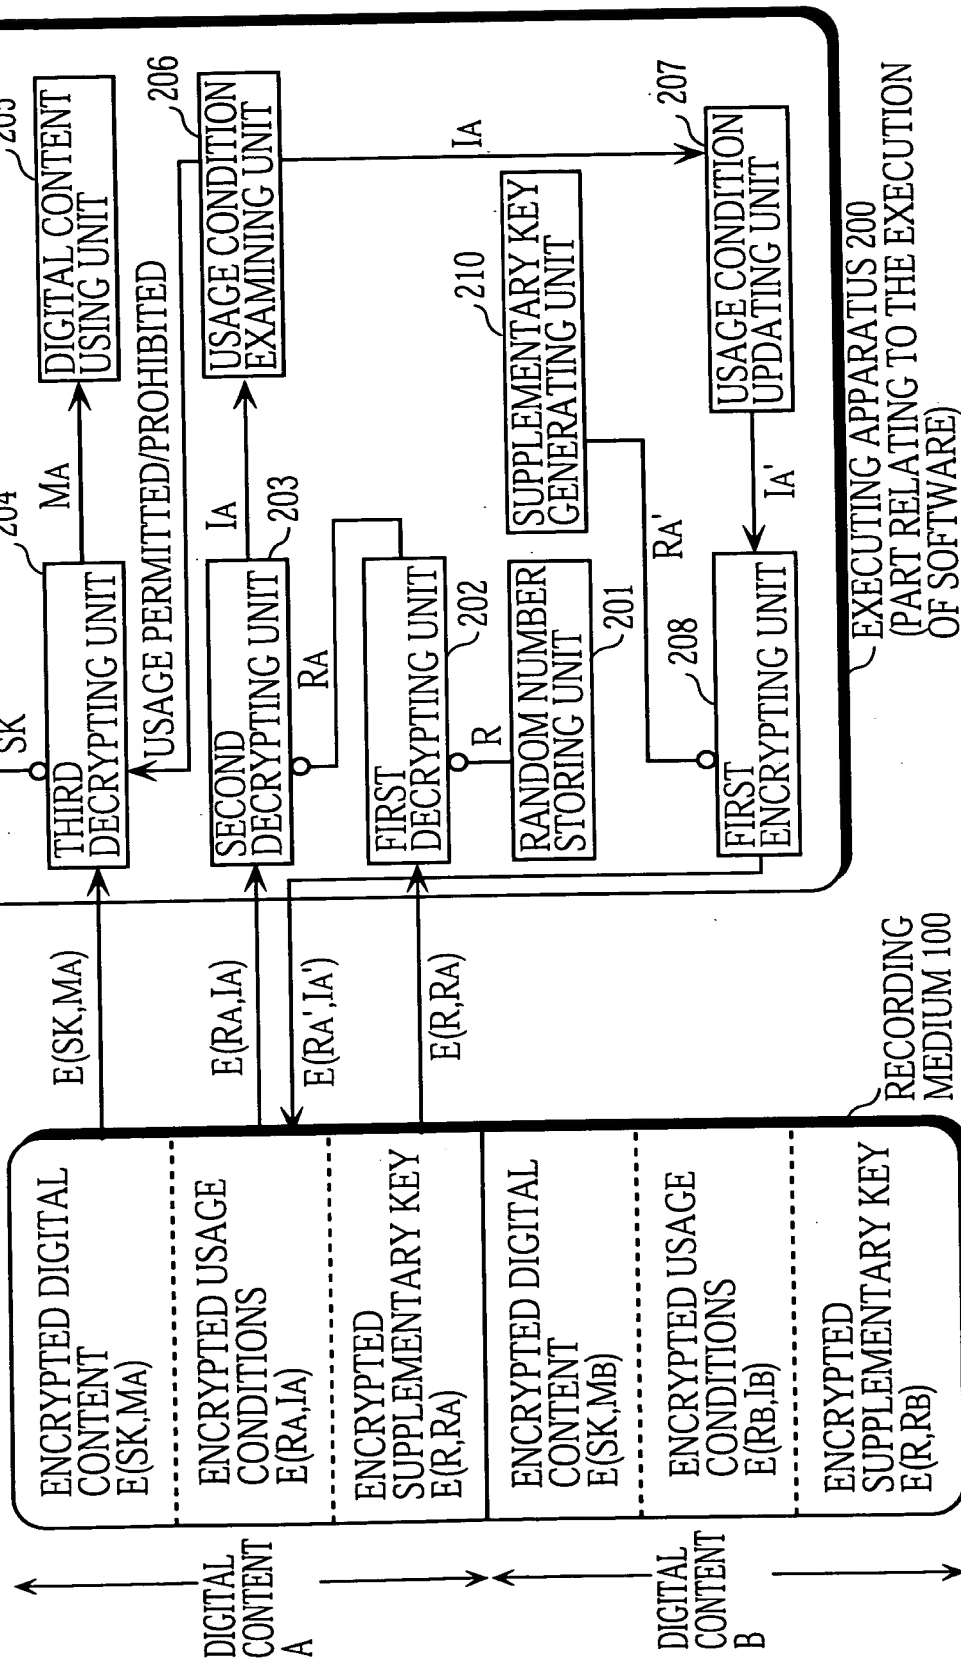 205
DIGITAL CONTENT
USING UNIT
206
USAGE CONDITION
EXAMINING UNIT
IA
207
USAGE CONDITION
UPDATING UNIT
210
SUPPLEMENTARY KEY
GENERATING UNIT
204
MA
USAGE PERMITTED/PROHIBITED
SK
THIRD
DECRYPTING UNIT
IA
203
SECOND
DECRYPTING UNIT
RA
FIRST
DECRYPTING UNIT
202
R
RANDOM NUMBER
STORING UNIT
201
RA'
208
IA'
FIRST
ENCRYPTING UNIT
EXECUTING APPARATUS 200
(PART RELATING TO THE EXECUTION
OF SOFTWARE)
E(SK,MA)
E(RA,IA)
E(RA',IA')
E(R,RA)
RECORDING
MEDIUM 100
ENCRYPTED DIGITAL
CONTENT
E(SK,MA)
ENCRYPTED USAGE
CONDITIONS
E(RA,IA)
ENCRYPTED
SUPPLEMENTARY KEY
E(R,RA)
ENCRYPTED DIGITAL
CONTENT
E(SK,MB)
ENCRYPTED USAGE
CONDITIONS
E(RB,IB)
ENCRYPTED
SUPPLEMENTARY KEY
E(R,RB)
DIGITAL
CONTENT
A
DIGITAL
CONTENT
B